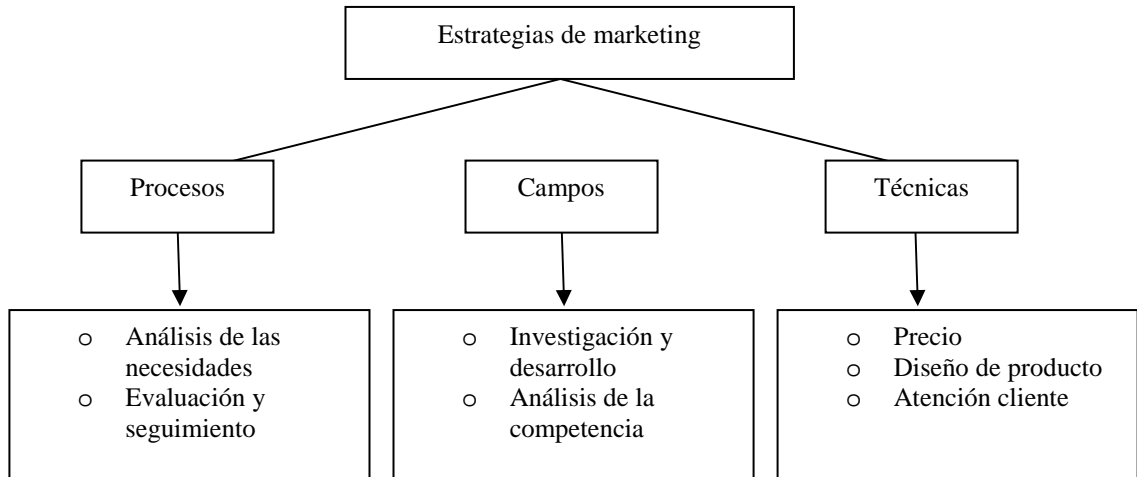 Estrategias de marketing
Procesos
Campos
Técnicas
o Análisis de las
necesidades
o Evaluación y
seguimiento
o Investigación y
desarrollo
o Análisis de la
competencia
o Precio
o Diseño de producto
o Atención cliente